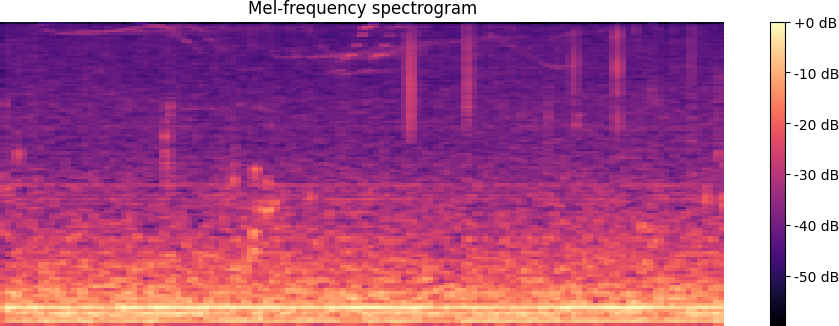 Mel-frequency spectrogram
+0 dB
-10 dB
-20 dB
-30 dB
-40 dB
-50 dB